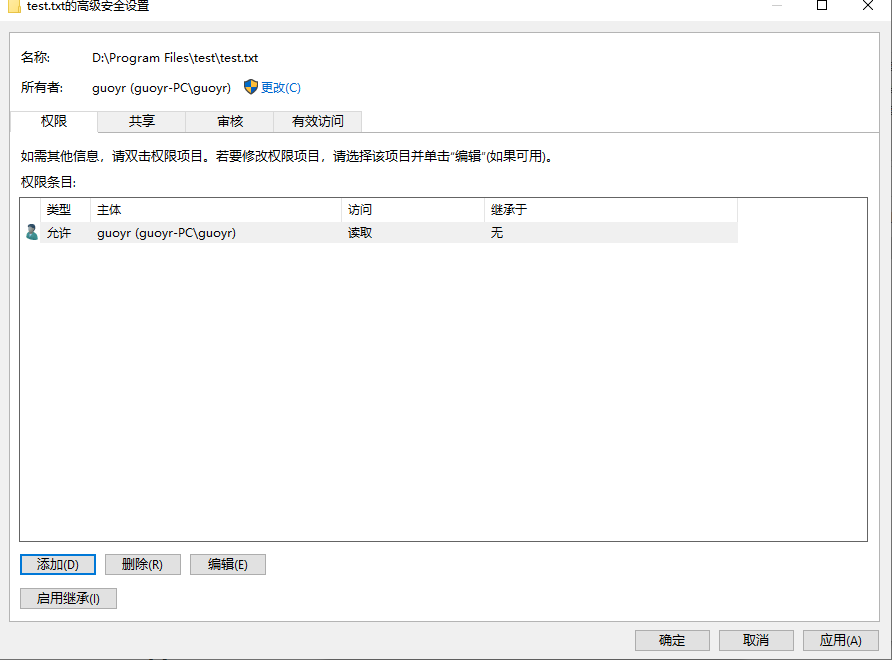 test.txt的高级安全设置
名称: D:\Program Files\test\test.txt
所有者: guoyr (guoyr-PC\guoyr) 更改(C)
权限 共享 审核 有效访问
如需其他信息，请双击权限项目。若要修改权限项目，请选择该项目并单击“编辑”(如果可用)。
权限条目:
类型 主体 访问 继承于
允许 guoyr (guoyr-PC\guoyr) 读取 无
添加(D) 删除(R) 编辑(E)
启用继承(I)
确定 取消 应用(A)